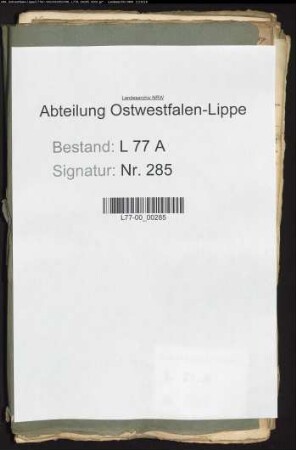 Landesarchiv NRW
Abteilung Ostwestfalen-Lippe
Bestand: L 77 A
Signatur: Nr. 285
L77-00_00285